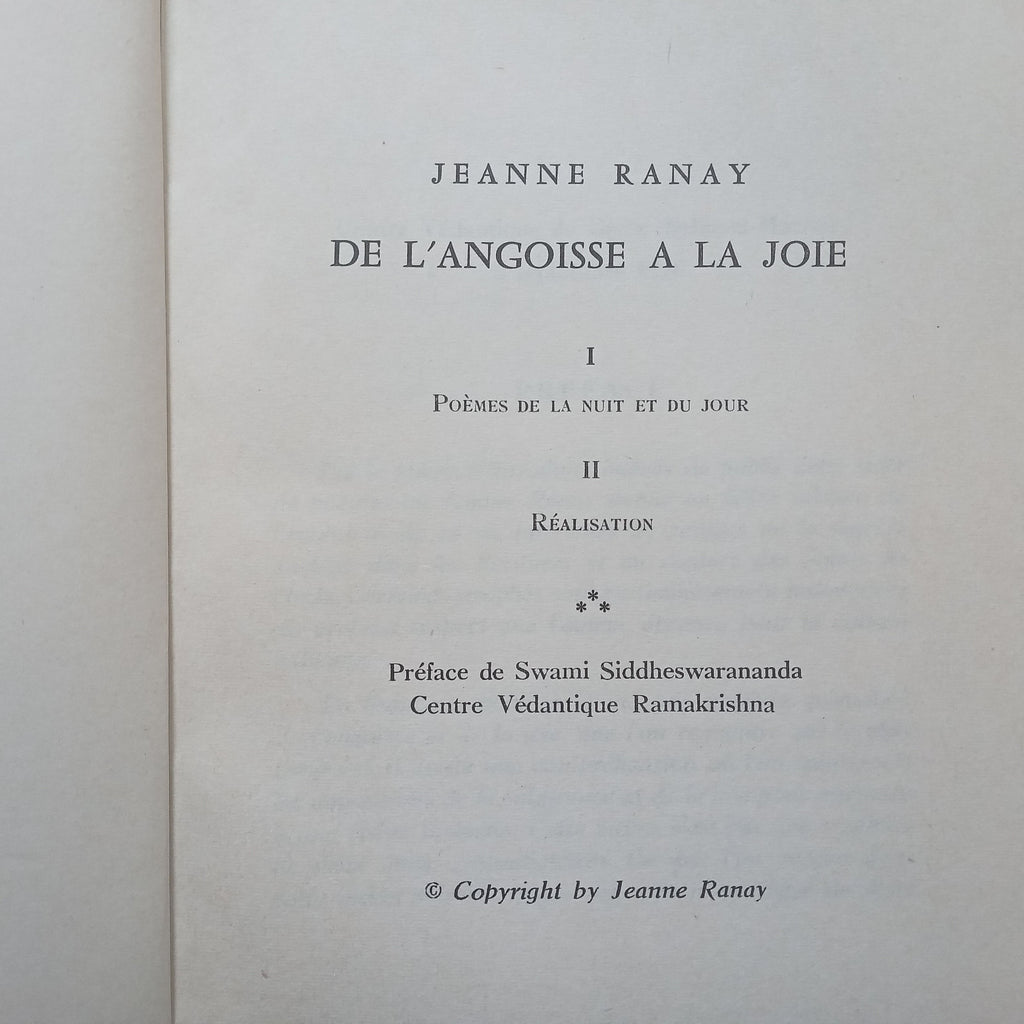 JEANNE RANAY
DE L'ANGOISSE A LA JOIE
I
POÈMES DE LA NUIT ET DU JOUR
II
RÉALISATION
***
Préface de Swami Siddheswarananda
Centre Védantique Ramakrishna
© Copyright by Jeanne Ranay